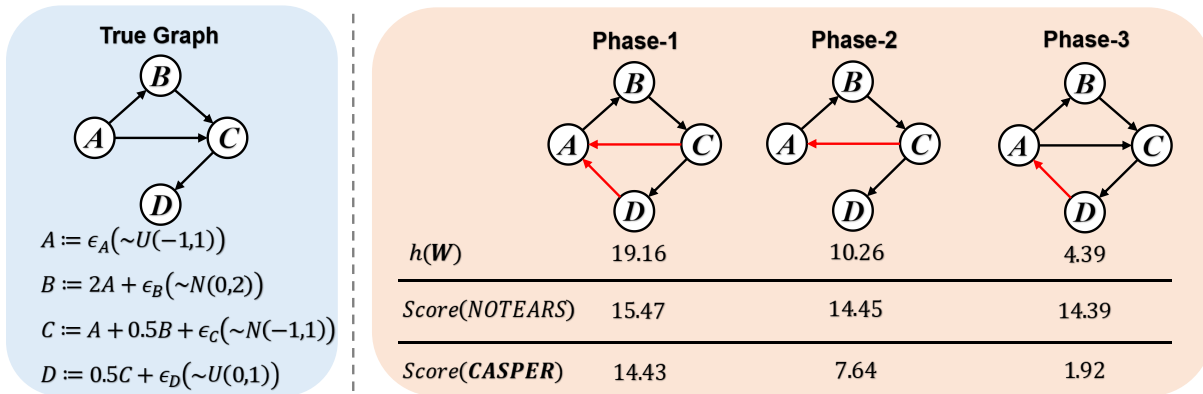 True Graph
B
A
C
D
A ≔ ϵ_A(~U(−1,1))
B ≔ 2A + ϵ_B(~N(0,2))
C ≔ A + 0.5B + ϵ_C(~N(−1,1))
D ≔ 0.5C + ϵ_D(~U(0,1))
Phase-1 Phase-2 Phase-3
B B B
A C A C A C
D D D
h(W) 19.16 10.26 4.39
Score(NOTEARS) 15.47 14.45 14.39
Score(CASPER) 14.43 7.64 1.92